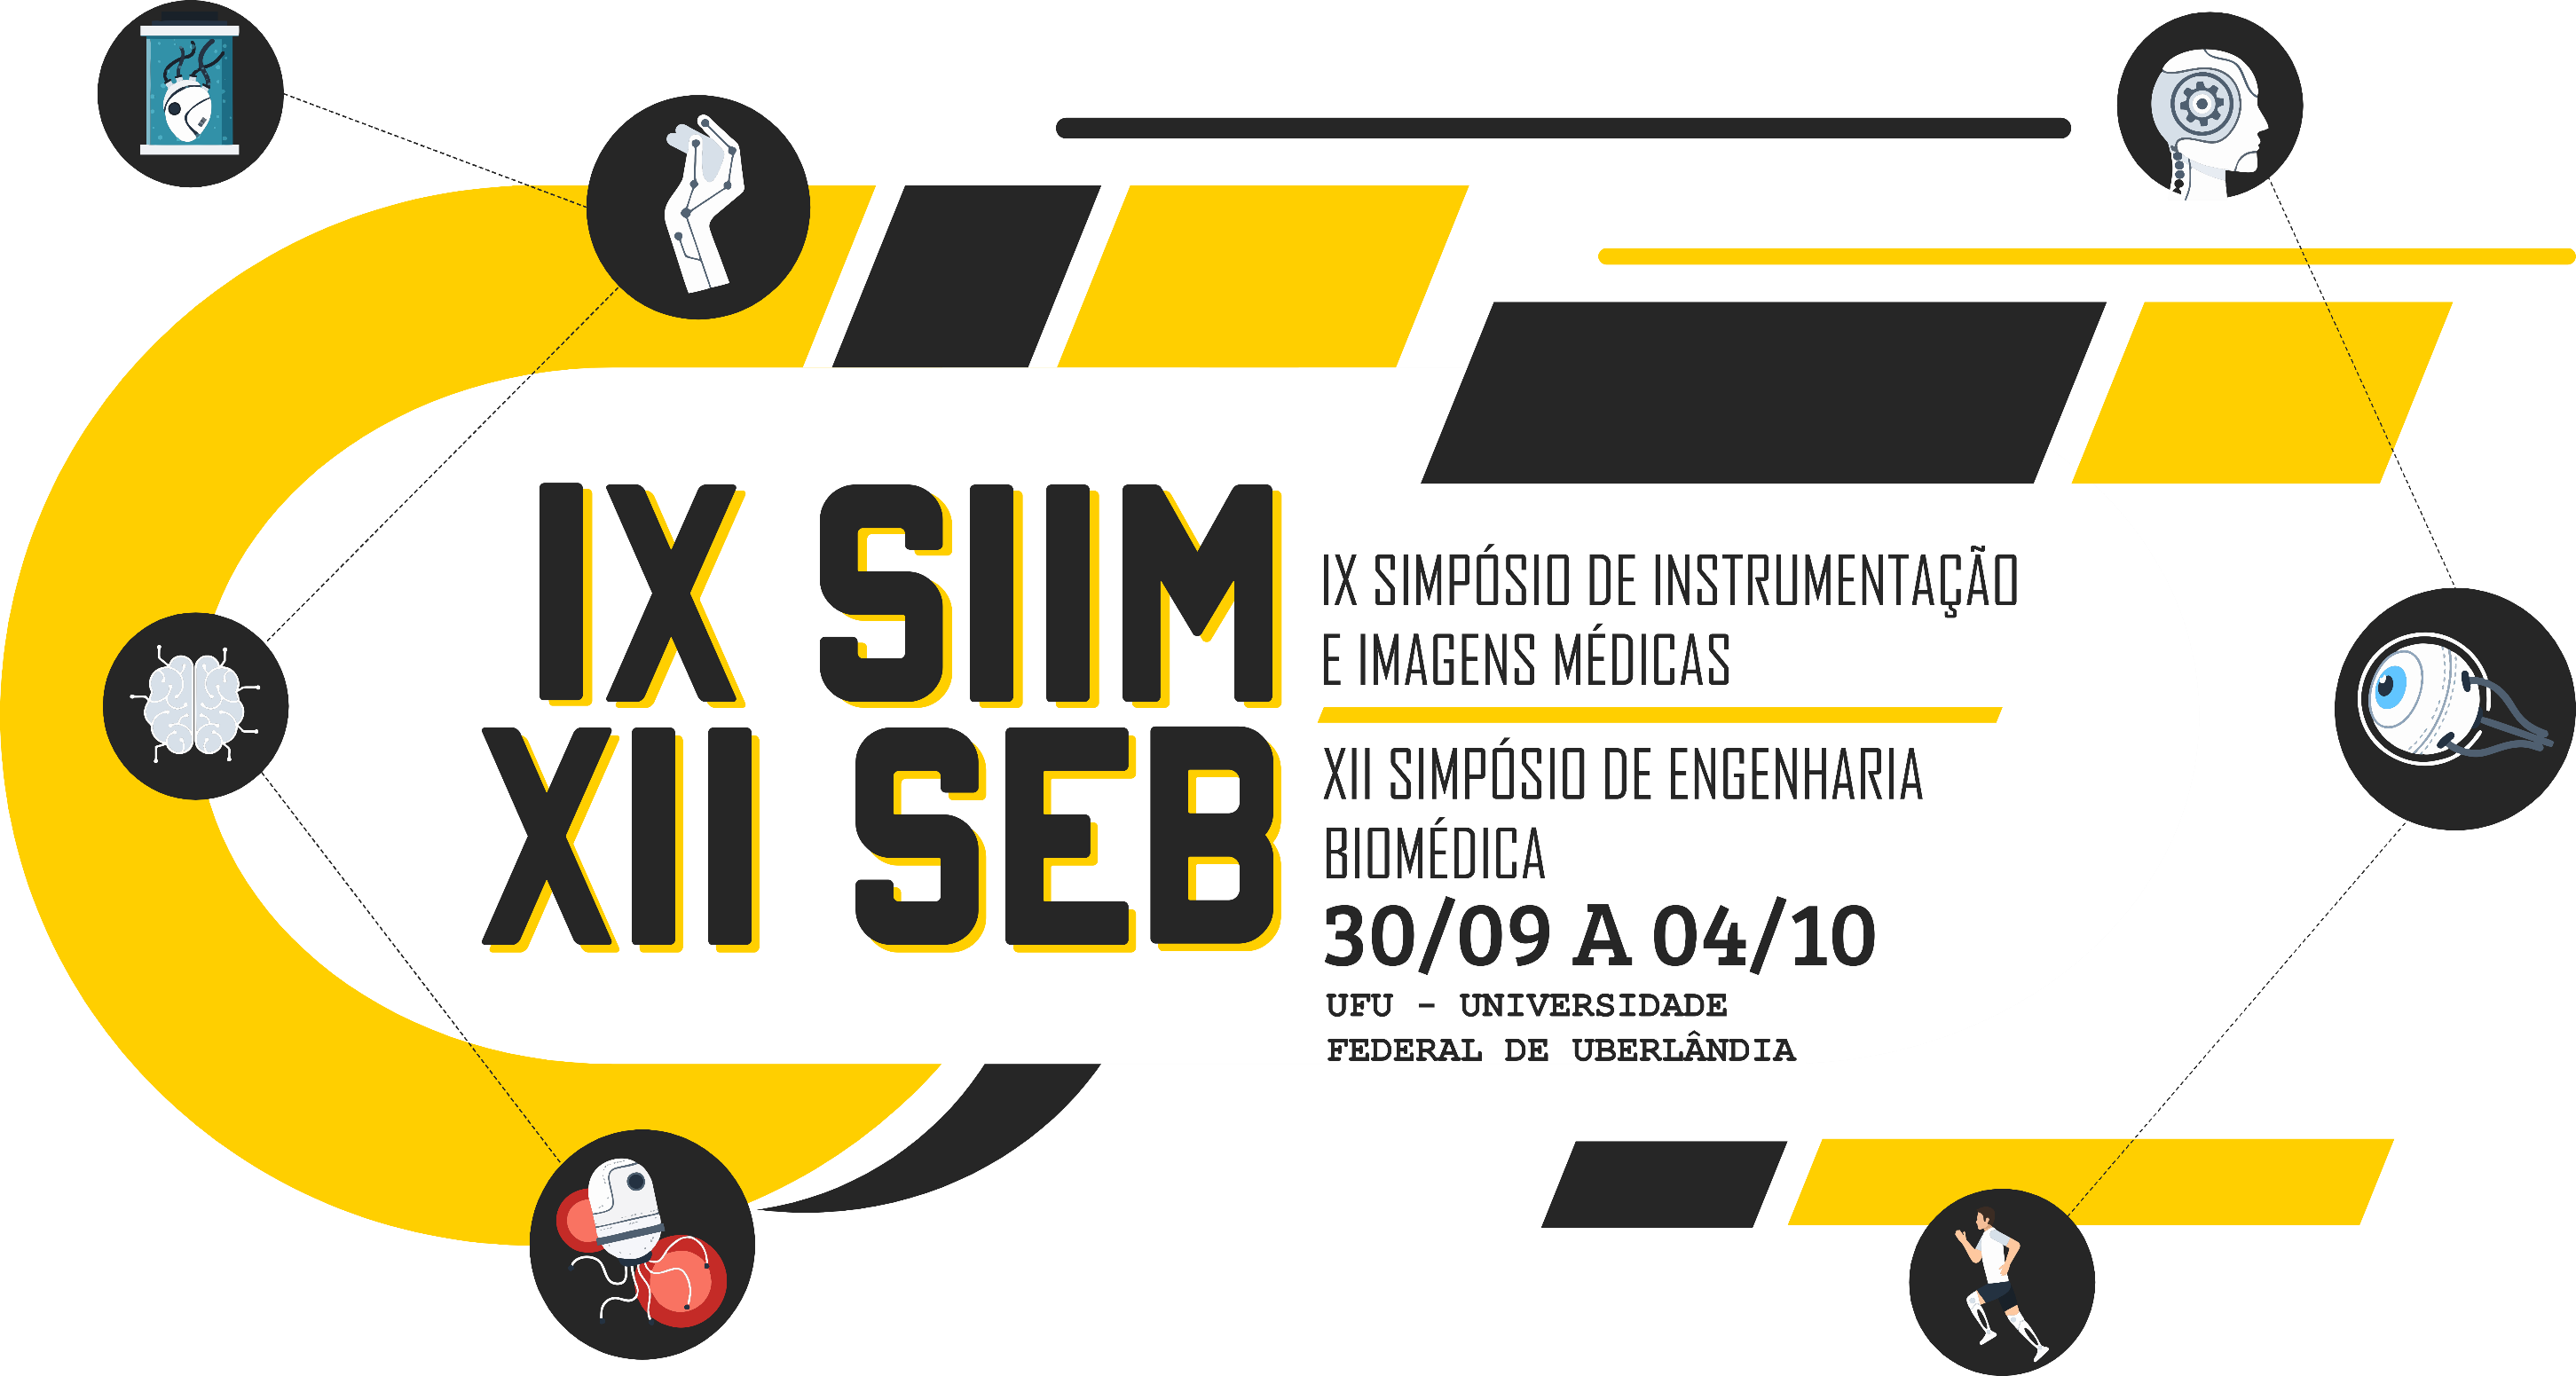 IX SIIM
XII SEB
IX SIMPÓSIO DE INSTRUMENTAÇÃO
E IMAGENS MÉDICAS
XII SIMPÓSIO DE ENGENHARIA
BIOMÉDICA
30/09 A 04/10
UFU - UNIVERSIDADE
FEDERAL DE UBERLÂNDIA